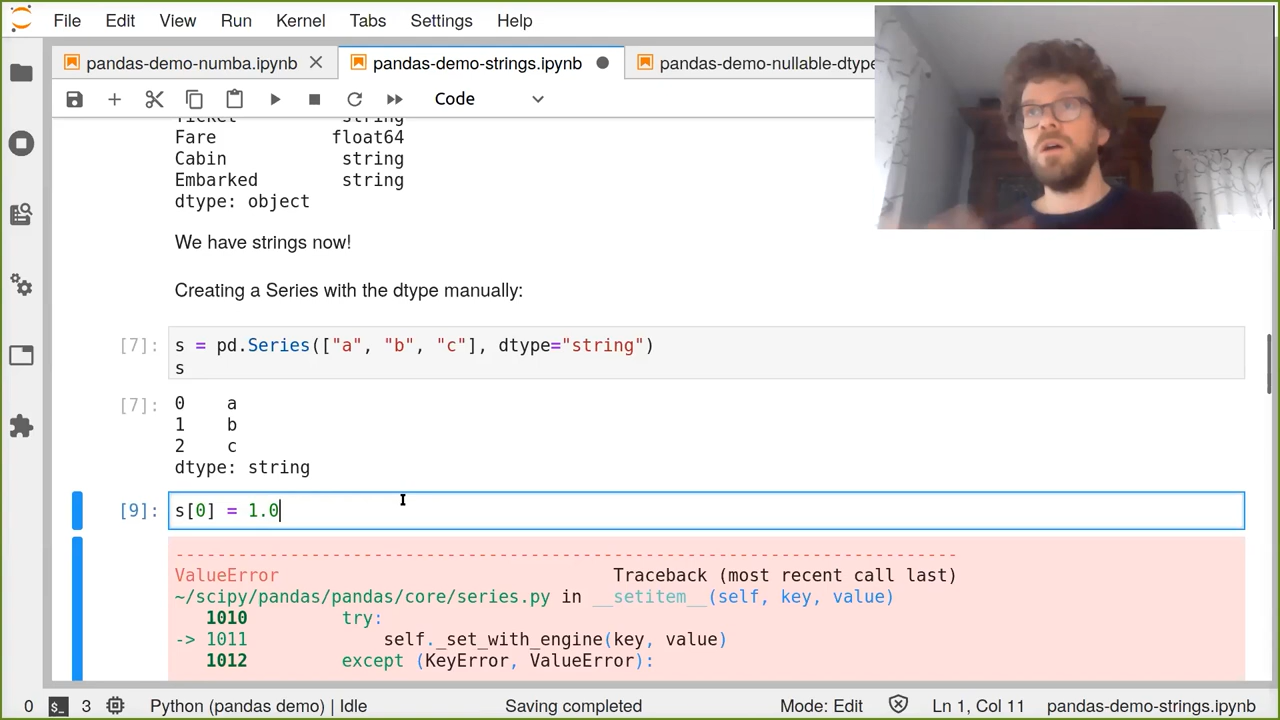 File Edit View Run Kernel Tabs Settings Help
pandas-demo-numba.ipynb pandas-demo-strings.ipynb pandas-demo-nullable-dtype
Code
Ticket string
Fare float64
Cabin string
Embarked string
dtype: object
We have strings now!
Creating a Series with the dtype manually:
[7]: s = pd.Series(["a", "b", "c"], dtype="string")
s
[7]: 0 a
1 b
2 c
dtype: string
[9]: s[0] = 1.0
---------------------------------------------------------------------------
ValueError Traceback (most recent call last)
~/scipy/pandas/pandas/core/series.py in __setitem__(self, key, value)
1010 try:
-> 1011 self._set_with_engine(key, value)
1012 except (KeyError, ValueError):
0 $_ 3 Python (pandas demo) | Idle Saving completed Mode: Edit Ln 1, Col 11 pandas-demo-strings.ipynb